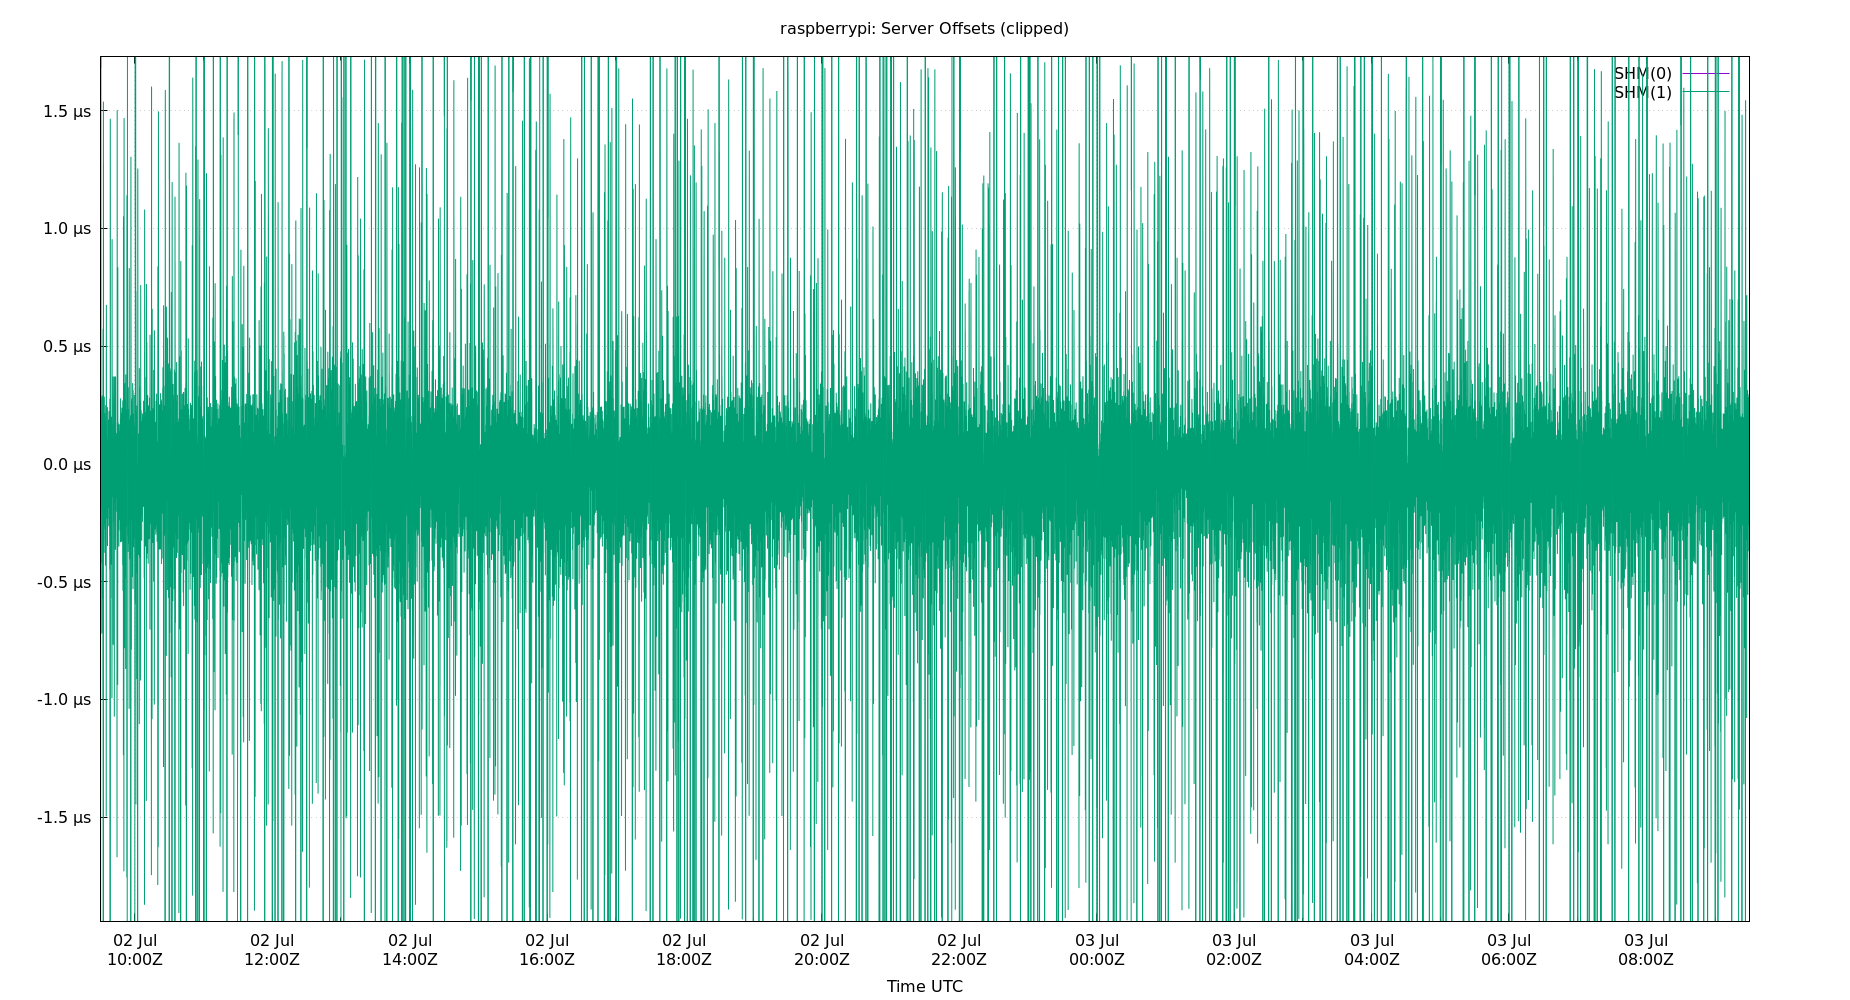 raspberrypi: Server Offsets (clipped)
SHM(0)
SHM(1)
1.5 µs
1.0 µs
0.5 µs
0.0 µs
-0.5 µs
-1.0 µs
-1.5 µs
02 Jul 02 Jul 02 Jul 02 Jul 02 Jul 02 Jul 02 Jul 03 Jul 03 Jul 03 Jul 03 Jul 03 Jul
10:00Z 12:00Z 14:00Z 16:00Z 18:00Z 20:00Z 22:00Z 00:00Z 02:00Z 04:00Z 06:00Z 08:00Z
Time UTC